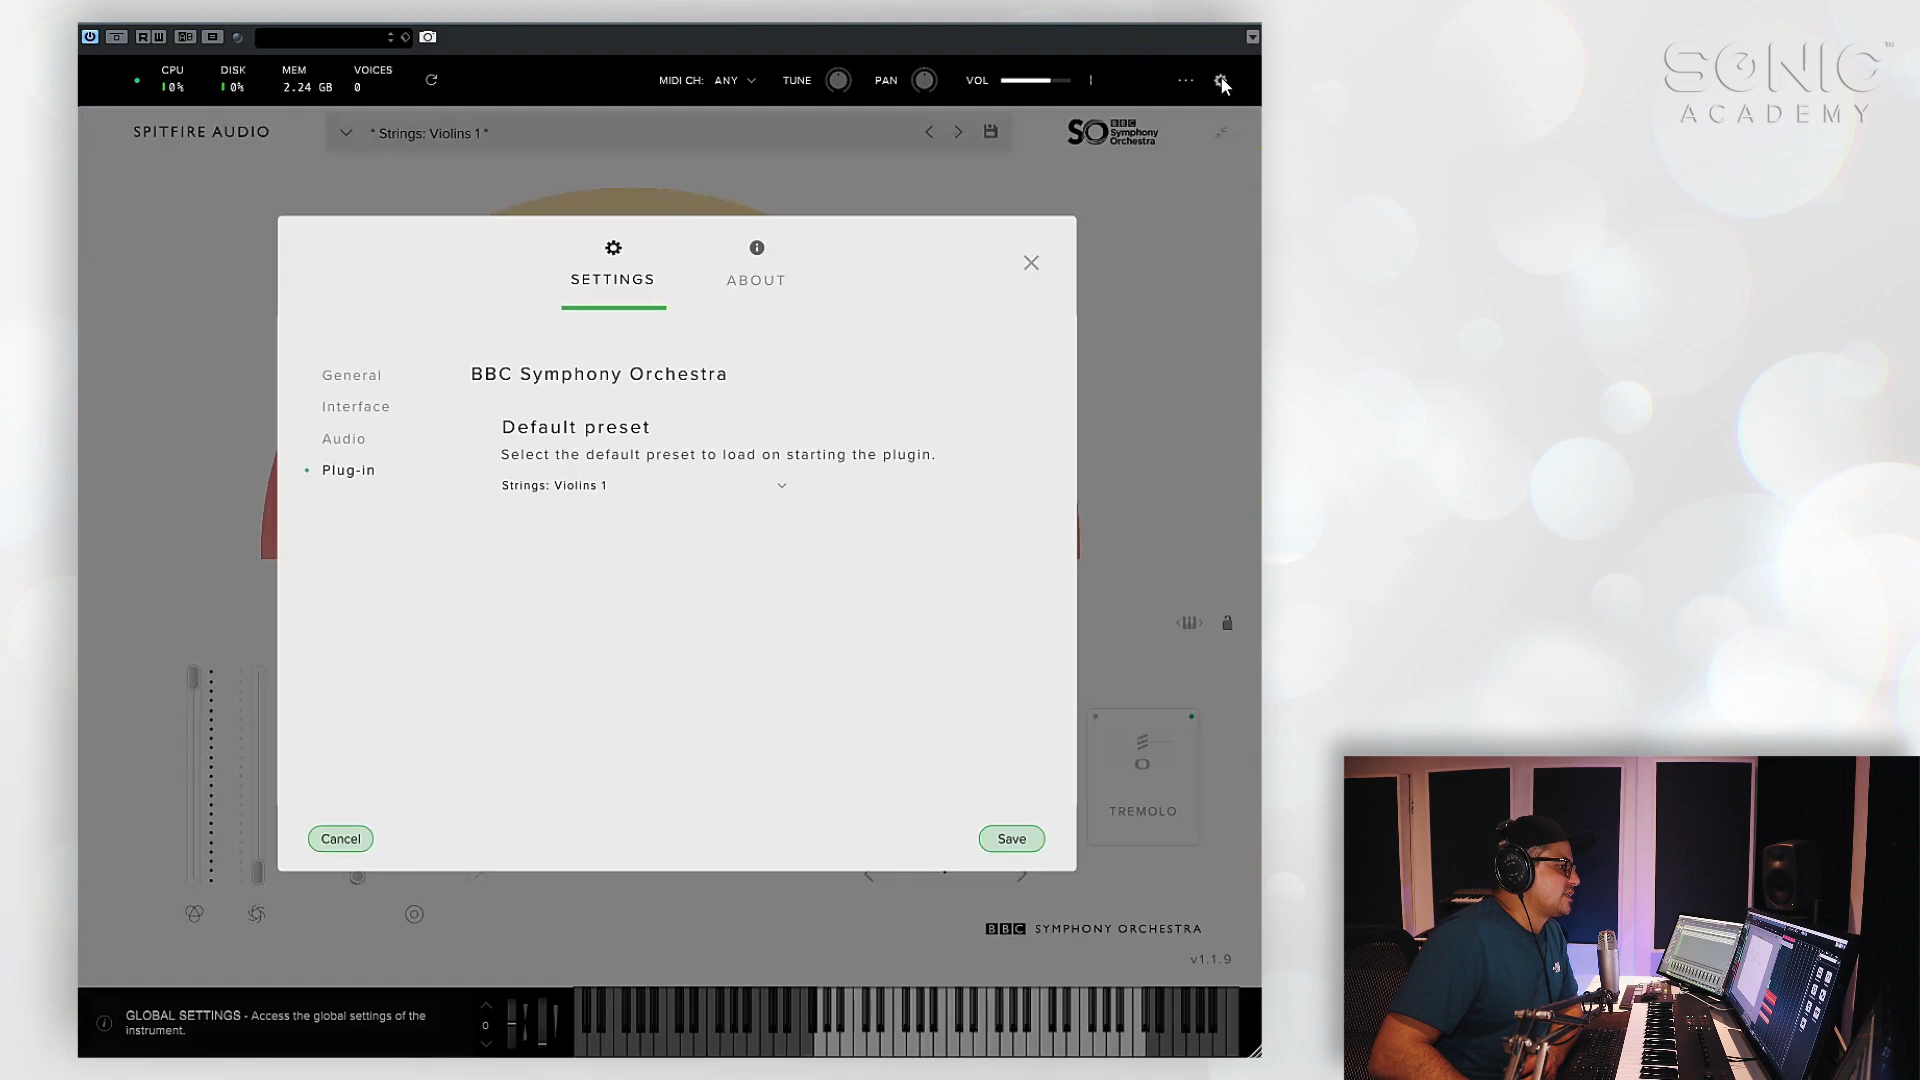 R W
CPU
0%
DISK
0%
MEM
2.24 GB
VOICES
0
MIDI CH: ANY
TUNE
PAN
VOL
SONIC
ACADEMY
TM
SPITFIRE AUDIO
* Strings: Violins 1 *
SO BBC
Symphony
Orchestra
SETTINGS
ABOUT
General
Interface
Audio
Plug-in
BBC Symphony Orchestra
Default preset
Select the default preset to load on starting the plugin.
Strings: Violins 1
TREMOLO
Cancel
Save
BBC SYMPHONY ORCHESTRA
v1.1.9
GLOBAL SETTINGS - Access the global settings of the
instrument.
0